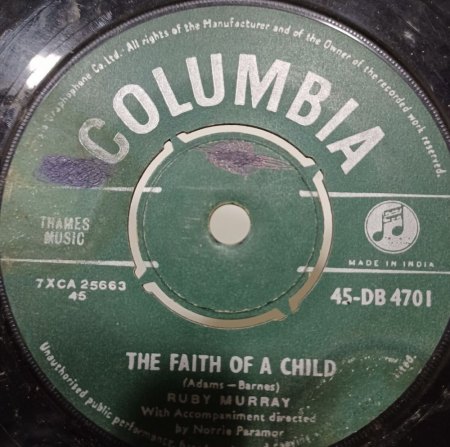 Gramophone Co. Ltd. All rights of the Manufacturer and of the Owner of the recorded work reserved.
COLUMBIA
THAMES
MUSIC
MADE IN INDIA
7XCA 25663
45
45-DB 4701
THE FAITH OF A CHILD
(Adams — Barnes)
RUBY MURRAY
With Accompaniment directed
by Norrie Paramor
Unauthorised public performance